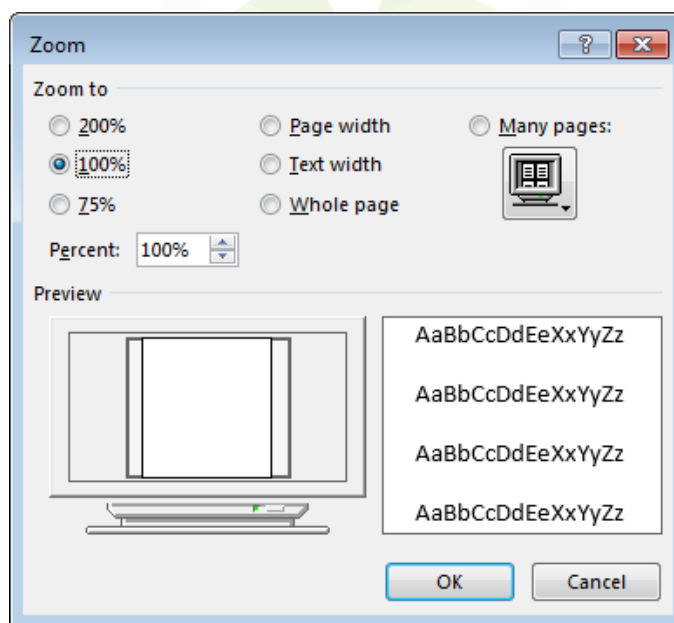 Zoom
Zoom to
200% Page width Many pages:
100% Text width
75% Whole page
Percent: 100%
Preview
AaBbCcDdEeXxYyZz
AaBbCcDdEeXxYyZz
AaBbCcDdEeXxYyZz
AaBbCcDdEeXxYyZz
OK Cancel